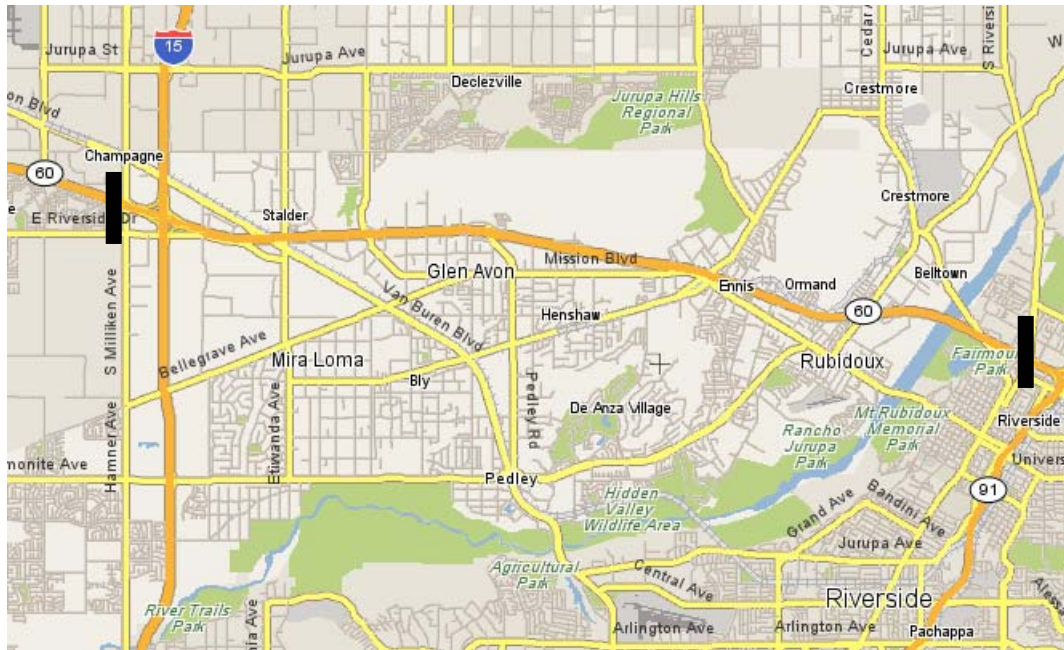 15
Jurupa St
Jurupa Ave
Cedar A
Jurupa Ave
S Riversi
W
Declezville
Crestmore
Jurupa Hills
Regional
Park
on Blvd
Champagne
60
Crestmore
e
E Riverside Dr
Stalder
Mission Blvd
Glen Avon
Belltown
Ennis
Ormand
S Milliken Ave
Van Buren Blvd
Henshaw
60
Bellegrave Ave
Mira Loma
Rubidoux
Fairmount
Park
Bly
Pedley Rd
De Anza Village
Etiwanda Ave
Hamner Ave
Mt Rubidoux
Memorial
Park
Riverside
Rancho
Jurupa
Park
monite Ave
Univers
Pedley
91
Hidden
Valley
Wildlife Area
Grand Ave
Bandini Ave
Jurupa Ave
Agricultural
Park
Central Ave
River Trails
Park
nia Ave
Riverside
Arlington Ave
Arlington Ave
Pachappa